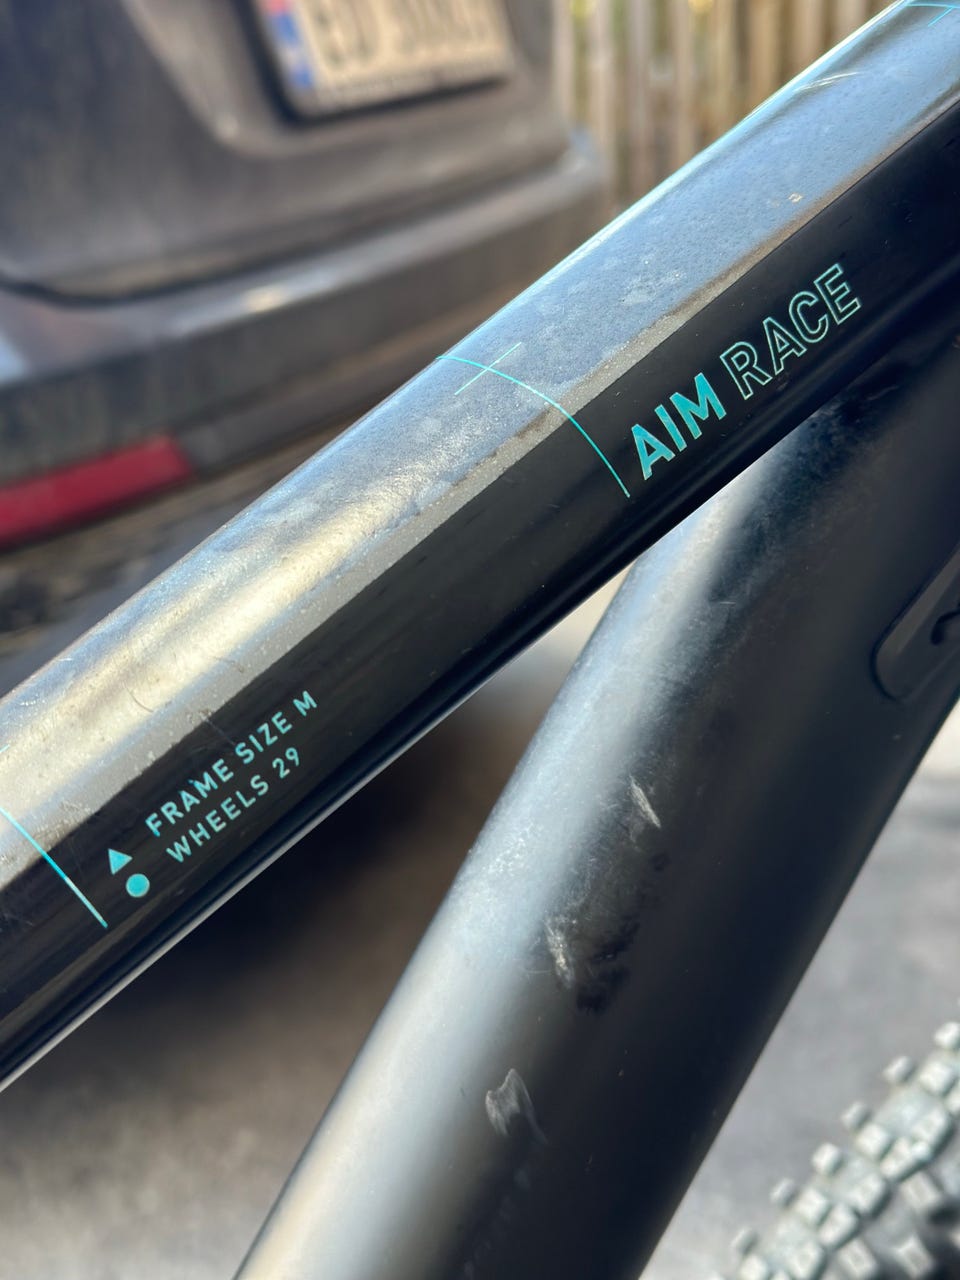 AIM RACE
FRAME SIZE M
WHEELS 29